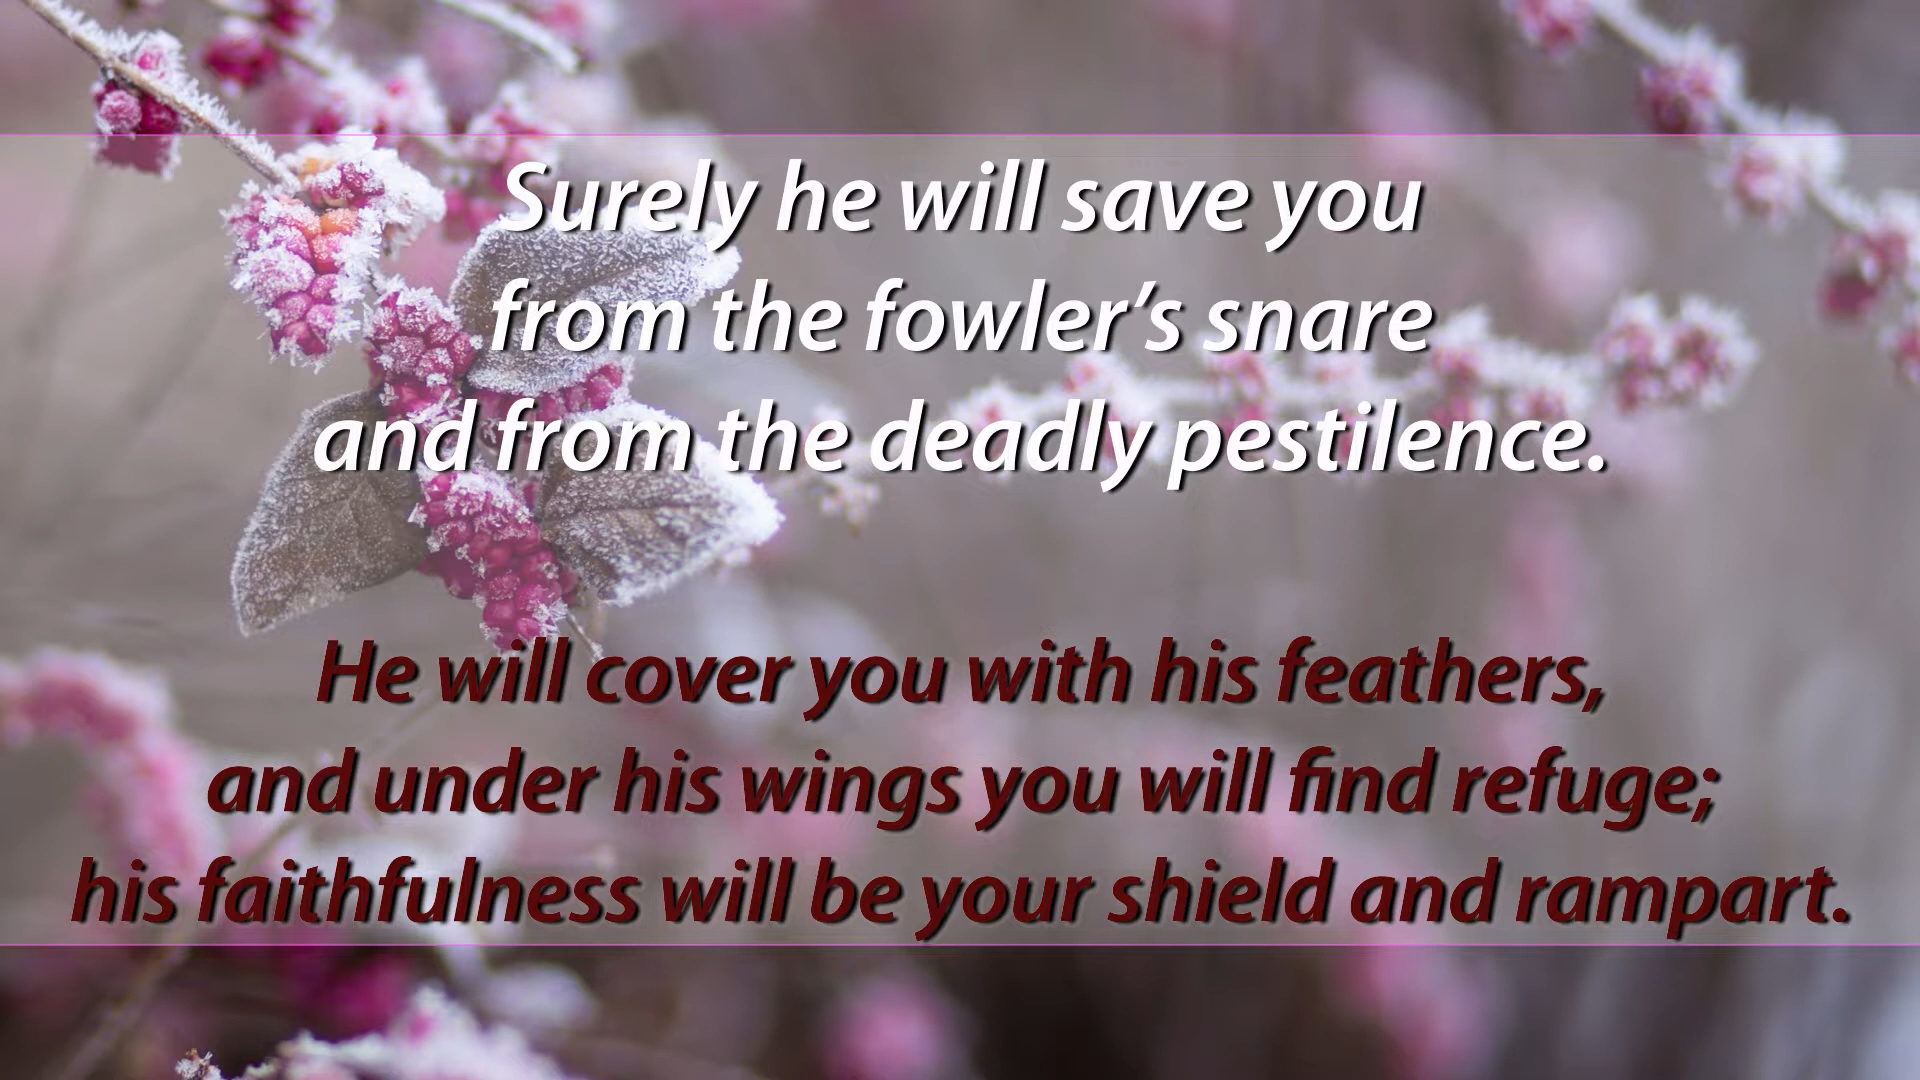 Surely he will save you
from the fowler’s snare
and from the deadly pestilence.
He will cover you with his feathers,
and under his wings you will find refuge;
his faithfulness will be your shield and rampart.